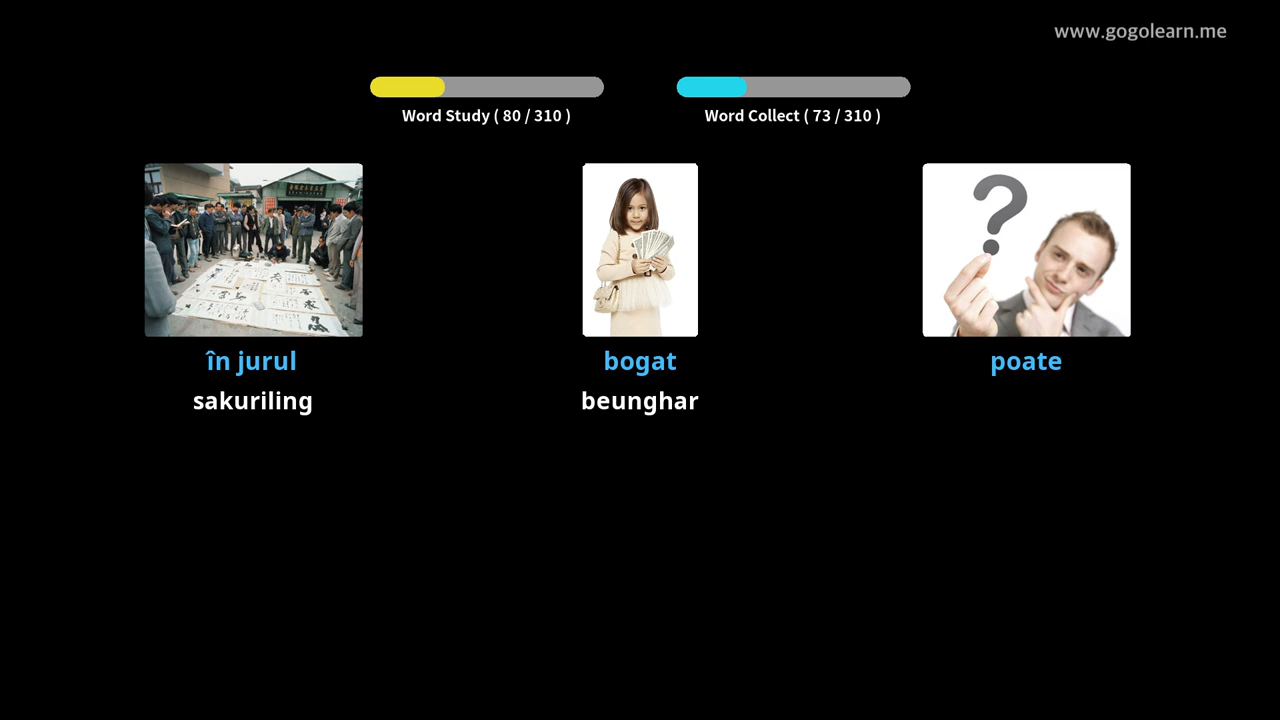 www.gogolearn.me
Word Study ( 80 / 310 )
Word Collect ( 73 / 310 )
în jurul
bogat
poate
sakuriling
beunghar